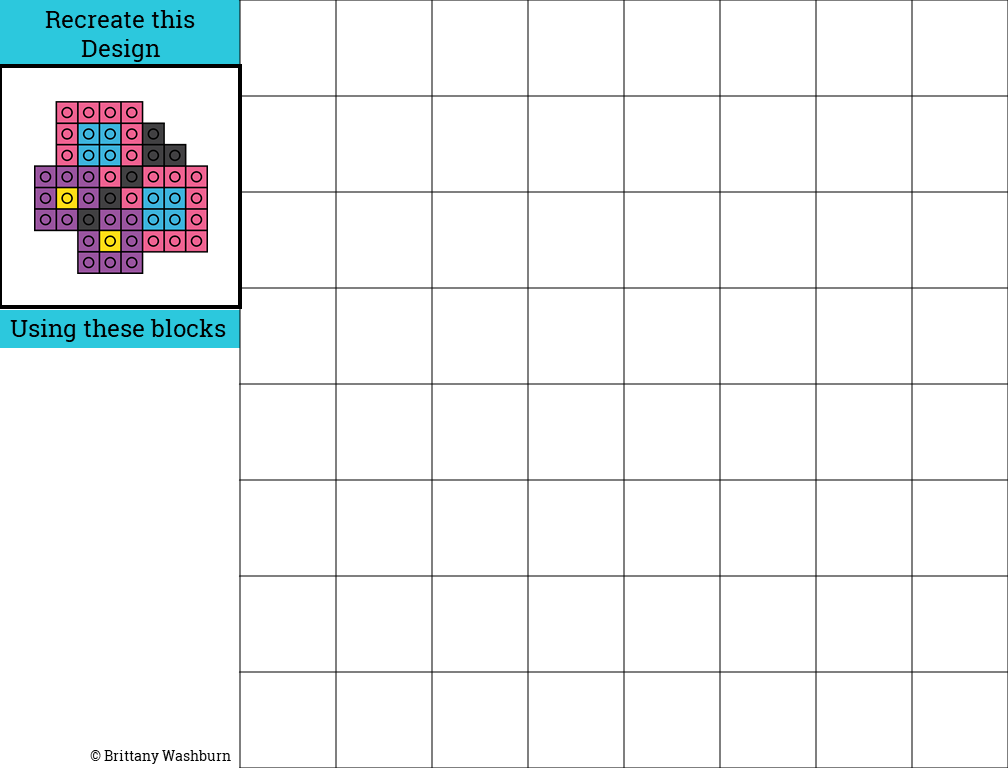 Recreate this
Design
Using these blocks
© Brittany Washburn